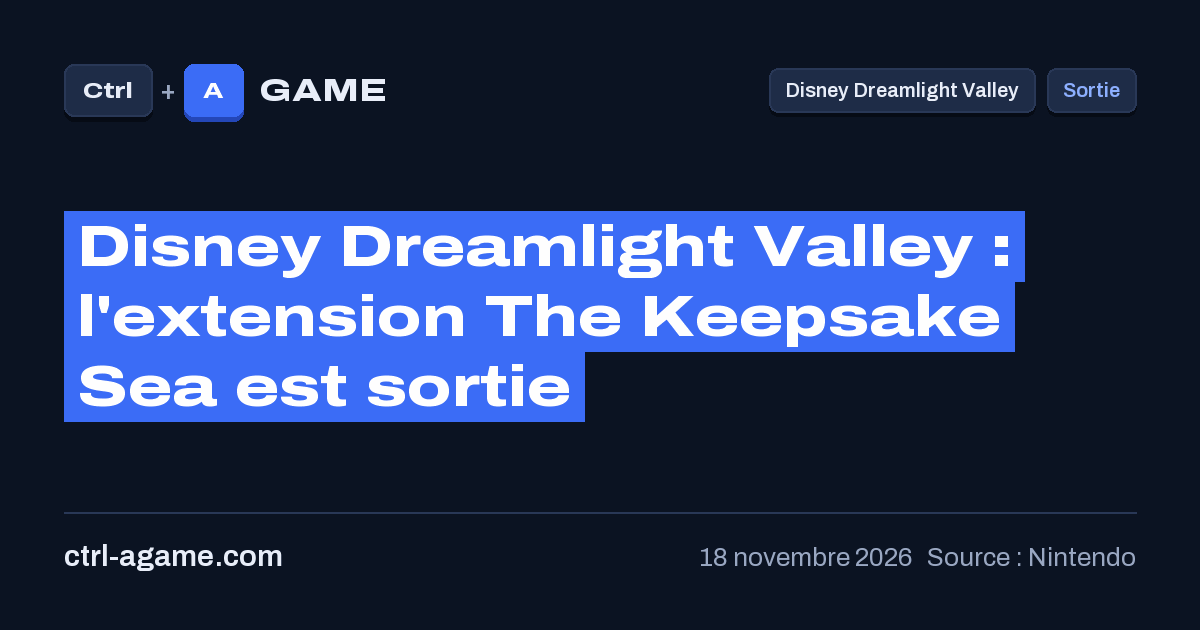 Ctrl + A GAME
Disney Dreamlight Valley
Sortie
Disney Dreamlight Valley :
l'extension The Keepsake
Sea est sortie
ctrl-agame.com
18 novembre 2026 Source : Nintendo